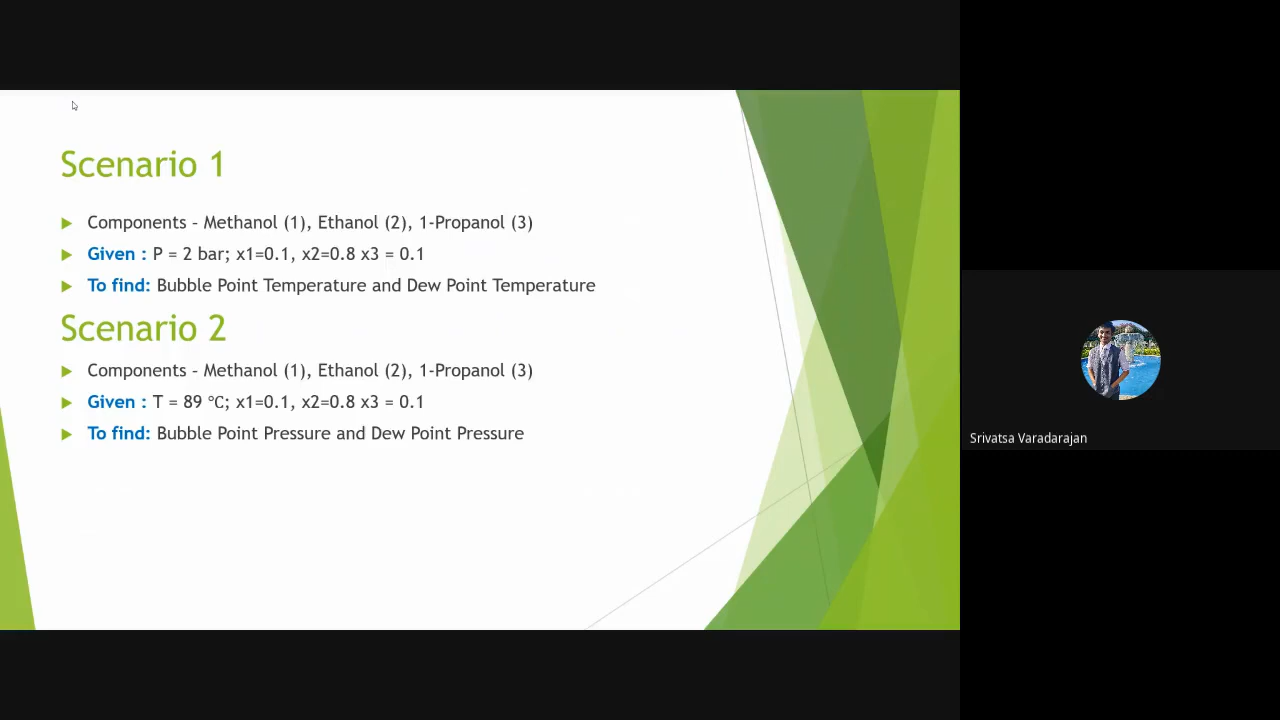 Scenario 1
Components – Methanol (1), Ethanol (2), 1-Propanol (3)
Given : P = 2 bar; x1=0.1, x2=0.8 x3 = 0.1
To find: Bubble Point Temperature and Dew Point Temperature
Scenario 2
Components – Methanol (1), Ethanol (2), 1-Propanol (3)
Given : T = 89 °C; x1=0.1, x2=0.8 x3 = 0.1
To find: Bubble Point Pressure and Dew Point Pressure
Srivatsa Varadarajan